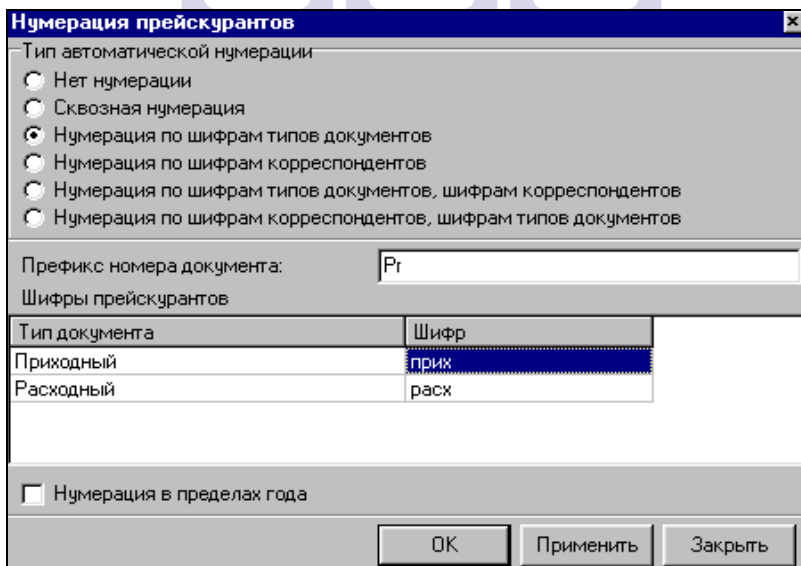 Нумерация прейскурантов
Тип автоматической нумерации
Нет нумерации
Сквозная нумерация
Нумерация по шифрам типов документов
Нумерация по шифрам корреспондентов
Нумерация по шифрам типов документов, шифрам корреспондентов
Нумерация по шифрам корреспондентов, шифрам типов документов
Префикс номера документа: Pr
Шифры прейскурантов
Тип документа Шифр
Приходный прих
Расходный расх
Нумерация в пределах года
OK Применить Закрыть